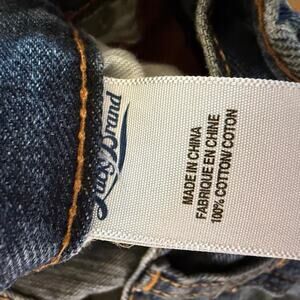 Lucky Brand
MADE IN CHINA
FABRIQUE EN CHINE
100% COTTON/COTON